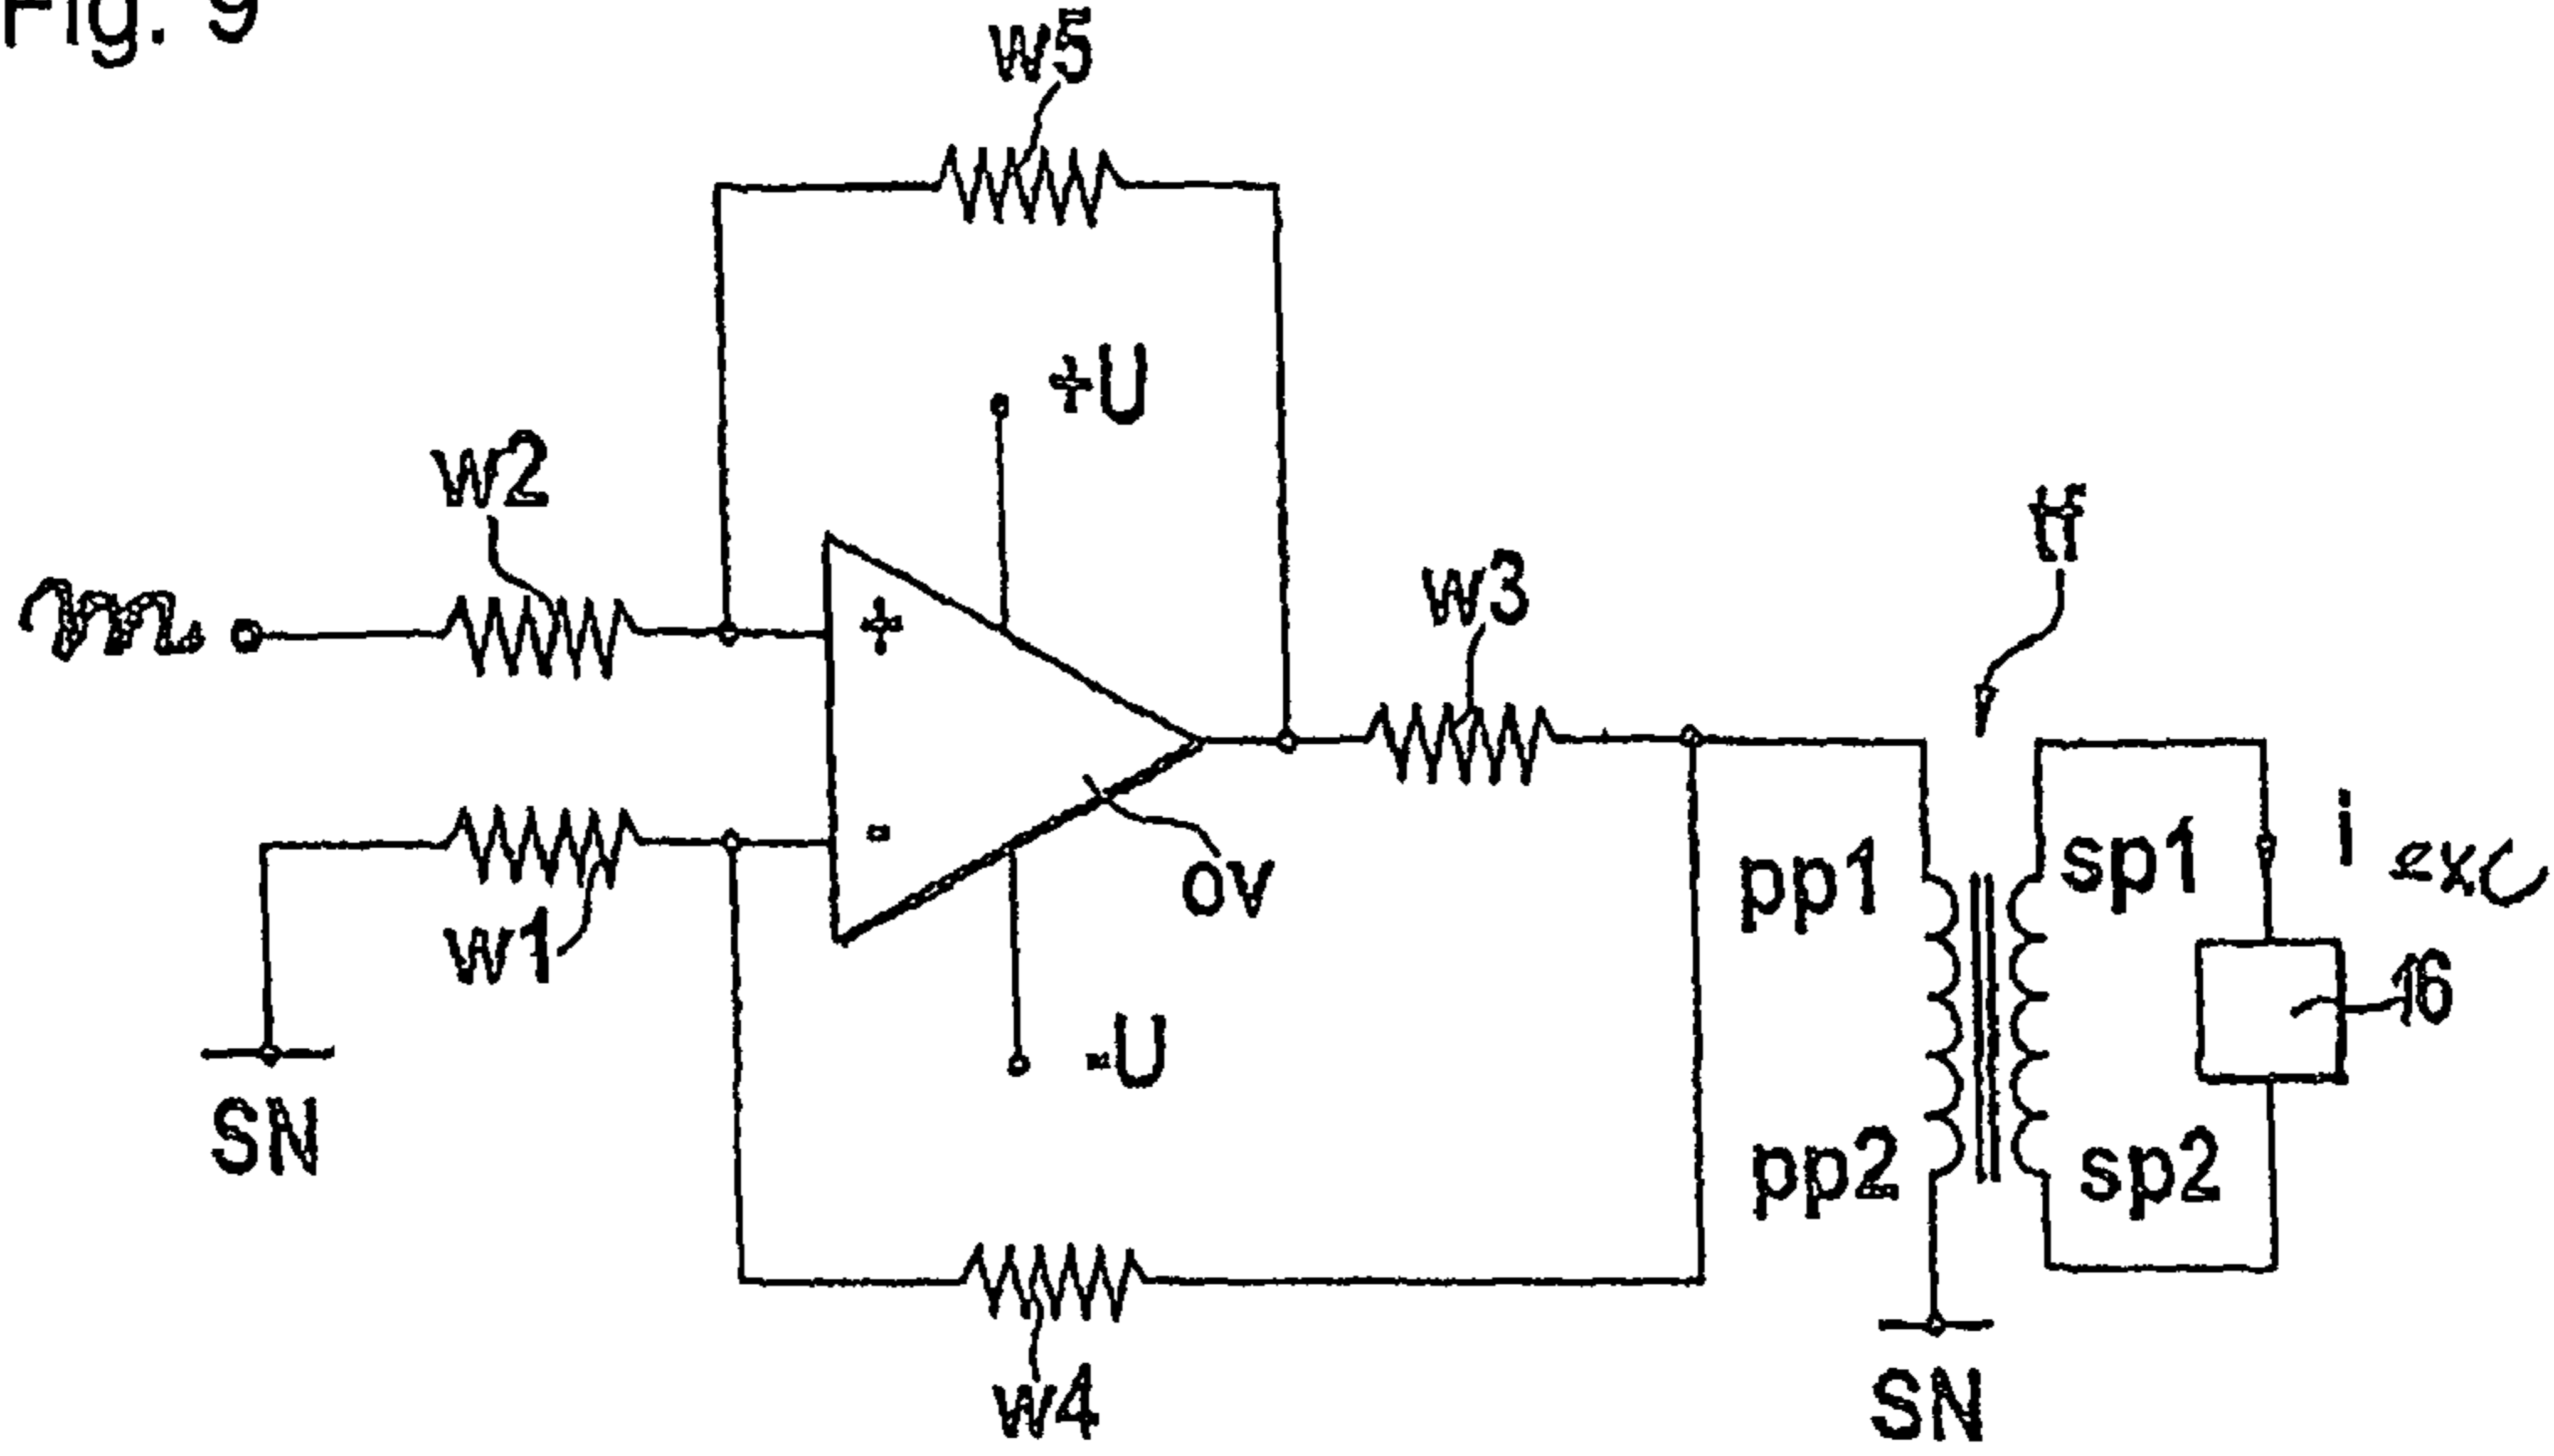 Fig. 9
w5
+U
w2
tf
w3
m
+
-
ov
w1
pp1
sp1
i exc
16
-U
SN
pp2
sp2
w4
SN